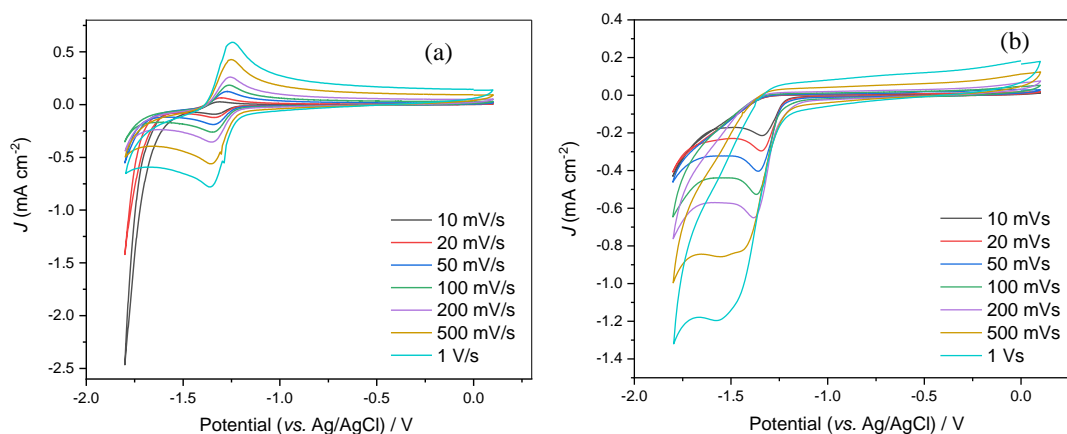 (a)
0.5
0.0
-0.5
-1.0
-1.5
-2.0
-2.5
J (mA cm-2)
10 mV/s
20 mV/s
50 mV/s
100 mV/s
200 mV/s
500 mV/s
1 V/s
-2.0 -1.5 -1.0 -0.5 0.0
Potential (vs. Ag/AgCl) / V
(b)
0.4
0.2
0.0
-0.2
-0.4
-0.6
-0.8
-1.0
-1.2
-1.4
J (mA cm-2)
10 mVs
20 mVs
50 mVs
100 mVs
200 mVs
500 mVs
1 Vs
-2.0 -1.5 -1.0 -0.5 0.0
Potential (vs. Ag/AgCl) / V